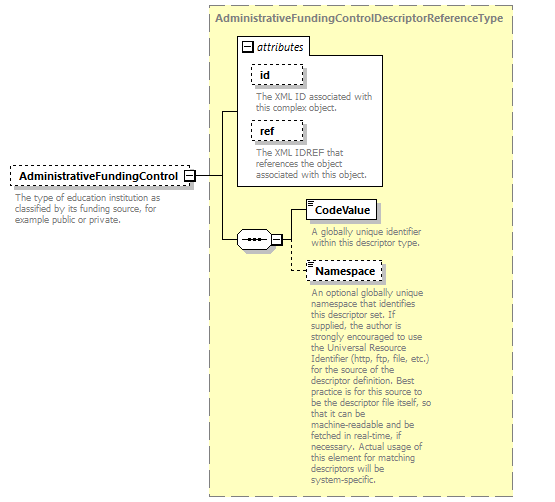 AdministrativeFundingControlDescriptorReferenceType
attributes
id
The XML ID associated with
this complex object.
ref
The XML IDREF that
references the object
associated with this object.
AdministrativeFundingControl
The type of education institution as
classified by its funding source, for
example public or private.
CodeValue
A globally unique identifier
within this descriptor type.
Namespace
An optional globally unique
namespace that identifies
this descriptor set. If
supplied, the author is
strongly encouraged to use
the Universal Resource
Identifier (http, ftp, file, etc.)
for the source of the
descriptor definition. Best
practice is for this source to
be the descriptor file itself, so
that it can be
machine-readable and be
fetched in real-time, if
necessary. Actual usage of
this element for matching
descriptors will be
system-specific.